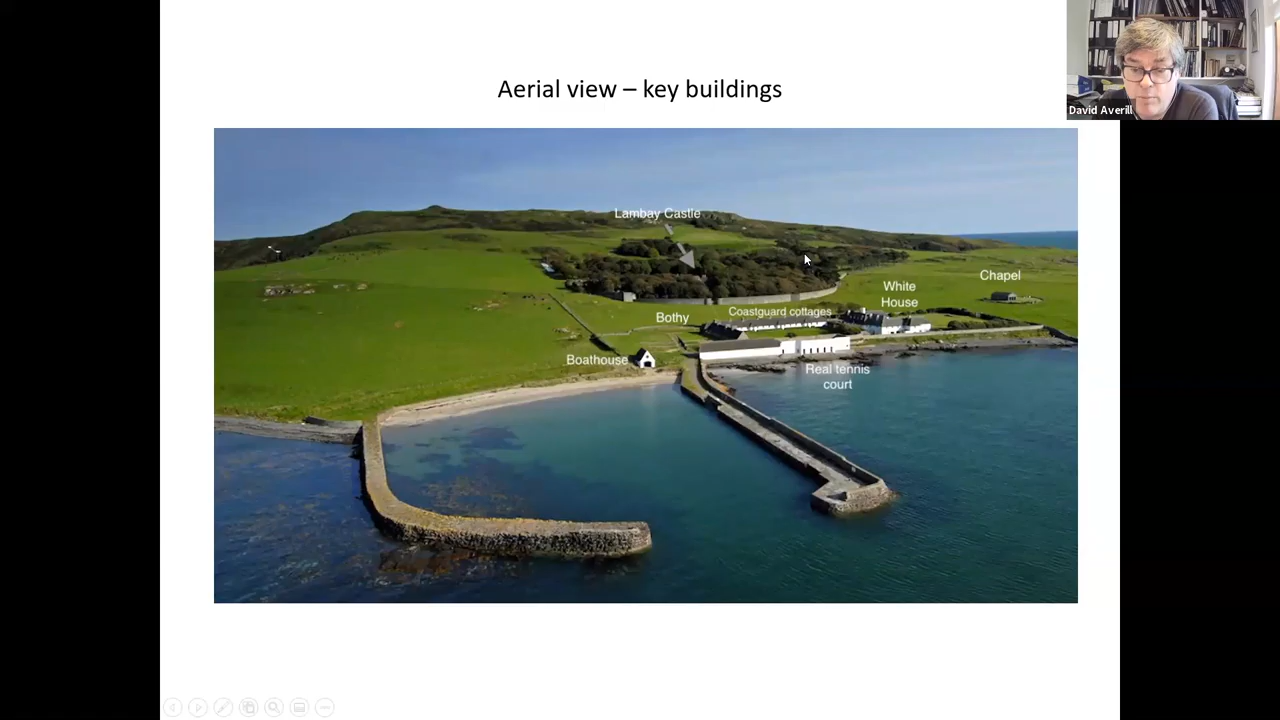 Aerial view – key buildings
David Averill
Lambay Castle
Chapel
White
House
Coastguard cottages
Bothy
Boathouse
Real tennis
court